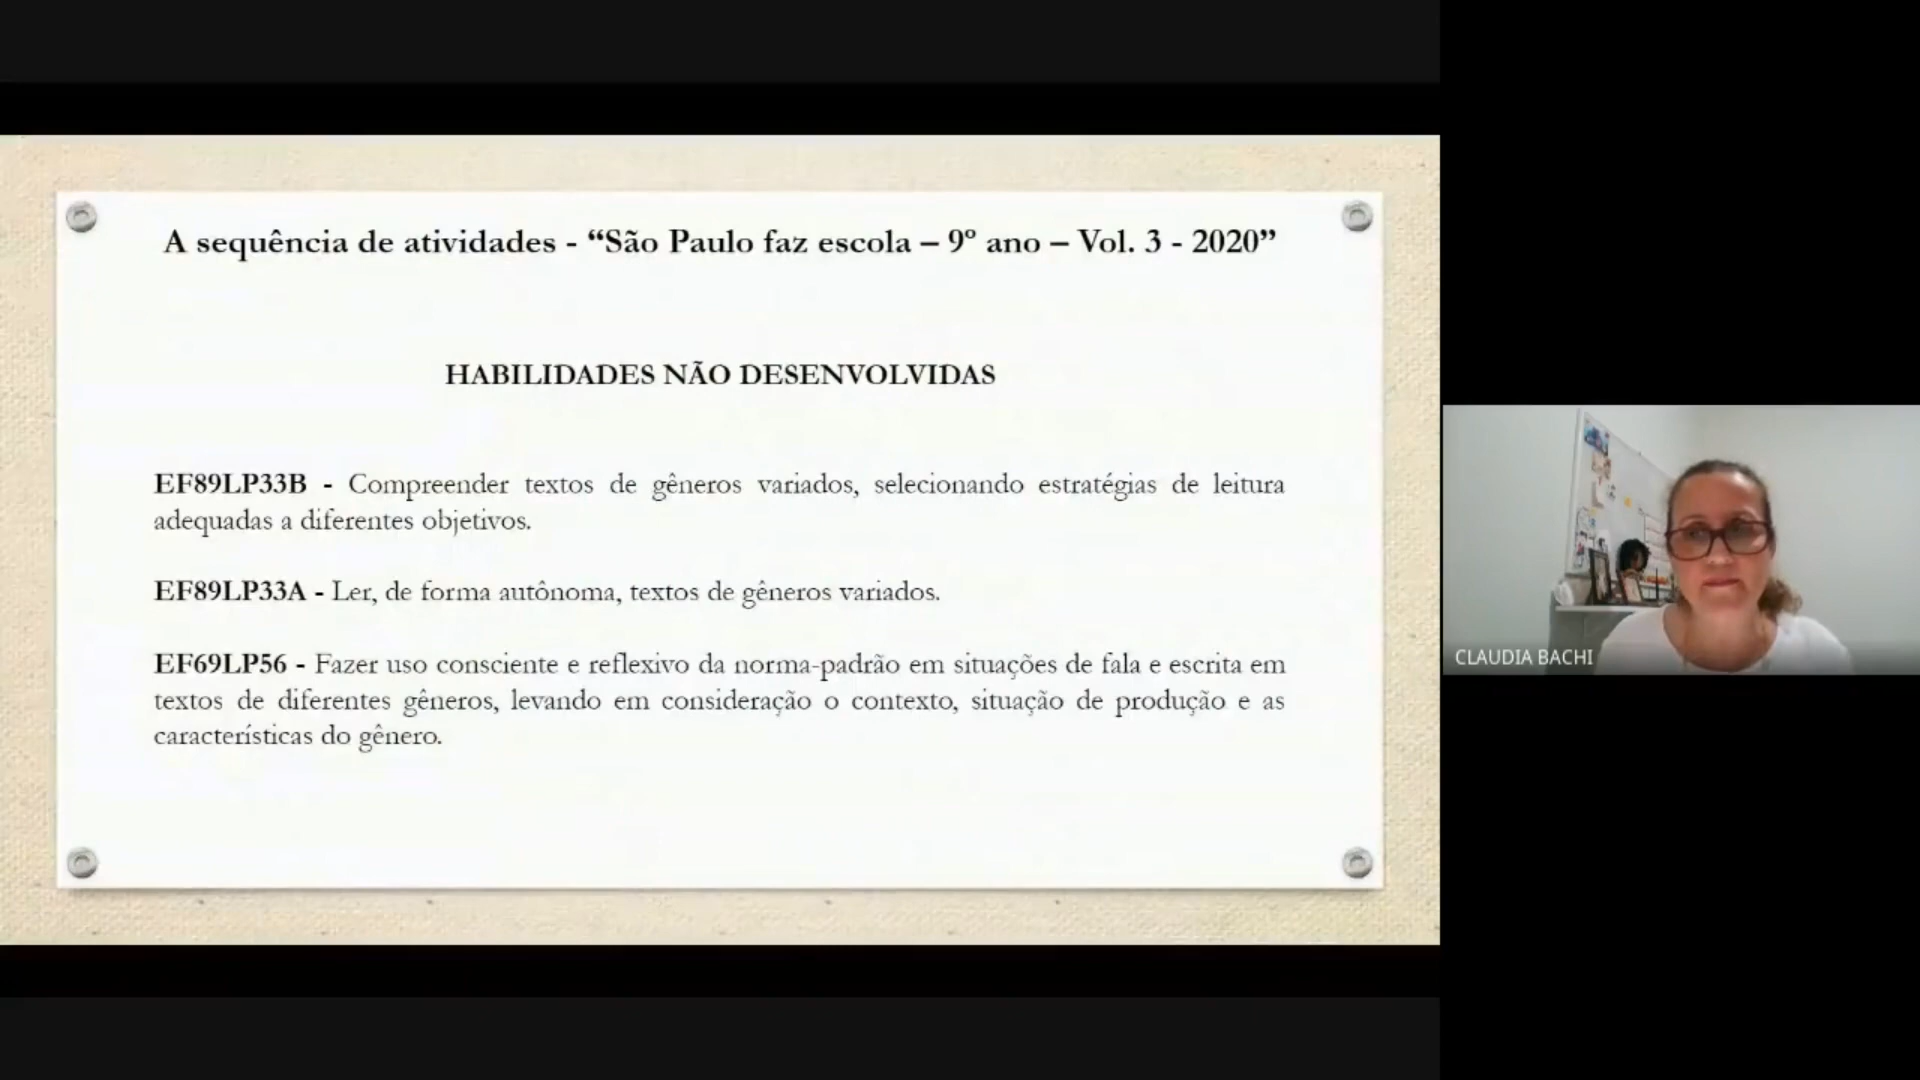 A sequência de atividades - “São Paulo faz escola – 9º ano – Vol. 3 - 2020”
HABILIDADES NÃO DESENVOLVIDAS
EF89LP33B - Compreender textos de gêneros variados, selecionando estratégias de leitura
adequadas a diferentes objetivos.
EF89LP33A - Ler, de forma autônoma, textos de gêneros variados.
EF69LP56 - Fazer uso consciente e reflexivo da norma-padrão em situações de fala e escrita em
textos de diferentes gêneros, levando em consideração o contexto, situação de produção e as
características do gênero.
CLAUDIA BACHI